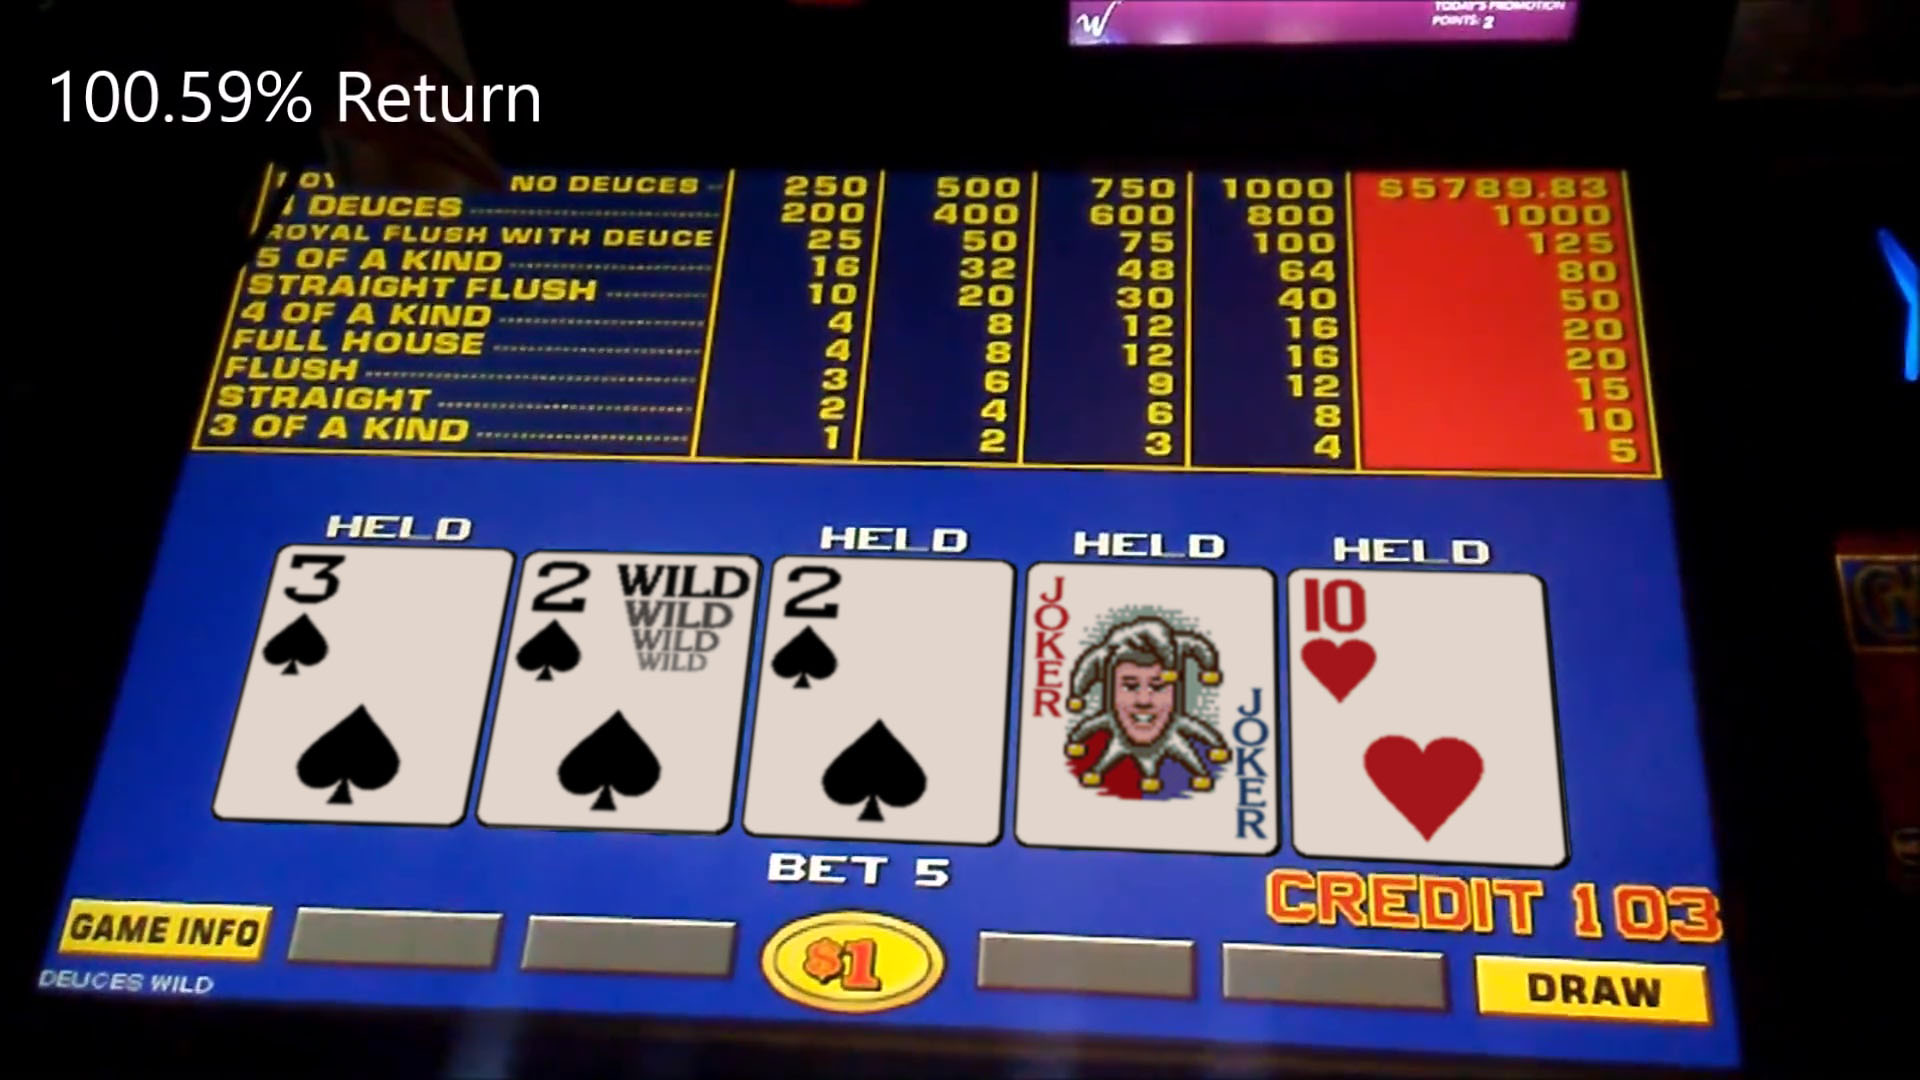 TODAY'S PROMOTION
W POINTS: 2
100.59% Return
NO DEUCES 250 500 750 1000 $5789.83
DEUCES 200 400 600 800 1000
ROYAL FLUSH WITH DEUCE 25 50 75 100 125
5 OF A KIND 16 32 48 64 80
STRAIGHT FLUSH 10 20 30 40 50
4 OF A KIND 4 8 12 16 20
FULL HOUSE 4 8 12 16 20
FLUSH 3 6 9 12 15
STRAIGHT 2 4 6 8 10
3 OF A KIND 1 2 3 4 5
HELD HELD HELD HELD
3 2 WILD 2 JOKER 10
WILD
WILD
WILD
JOKER
BET 5
CREDIT 103
GAME INFO $1 DRAW
DEUCES WILD